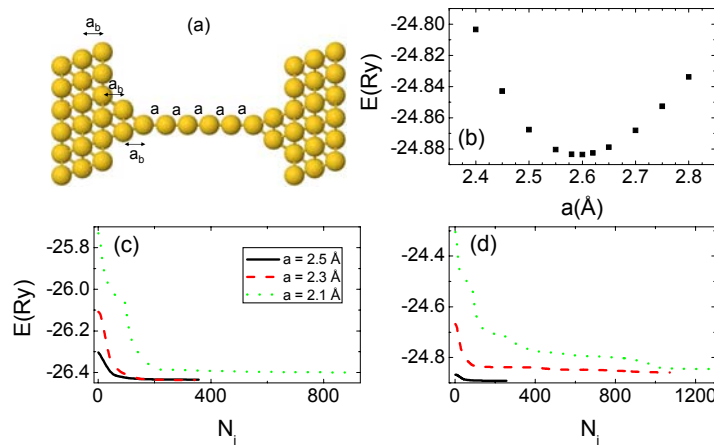 (a)
a_b
a_b
a a a a a
a_b
E(Ry)
-24.80
-24.82
-24.84
-24.86
-24.88
(b)
2.4 2.5 2.6 2.7 2.8
a(Å)
E(Ry)
-25.8
-26.0
-26.2
-26.4
(c)
a = 2.5 Å
a = 2.3 Å
a = 2.1 Å
0 400 800
N_i
-24.4
-24.6
-24.8
(d)
0 400 800 1200
N_i